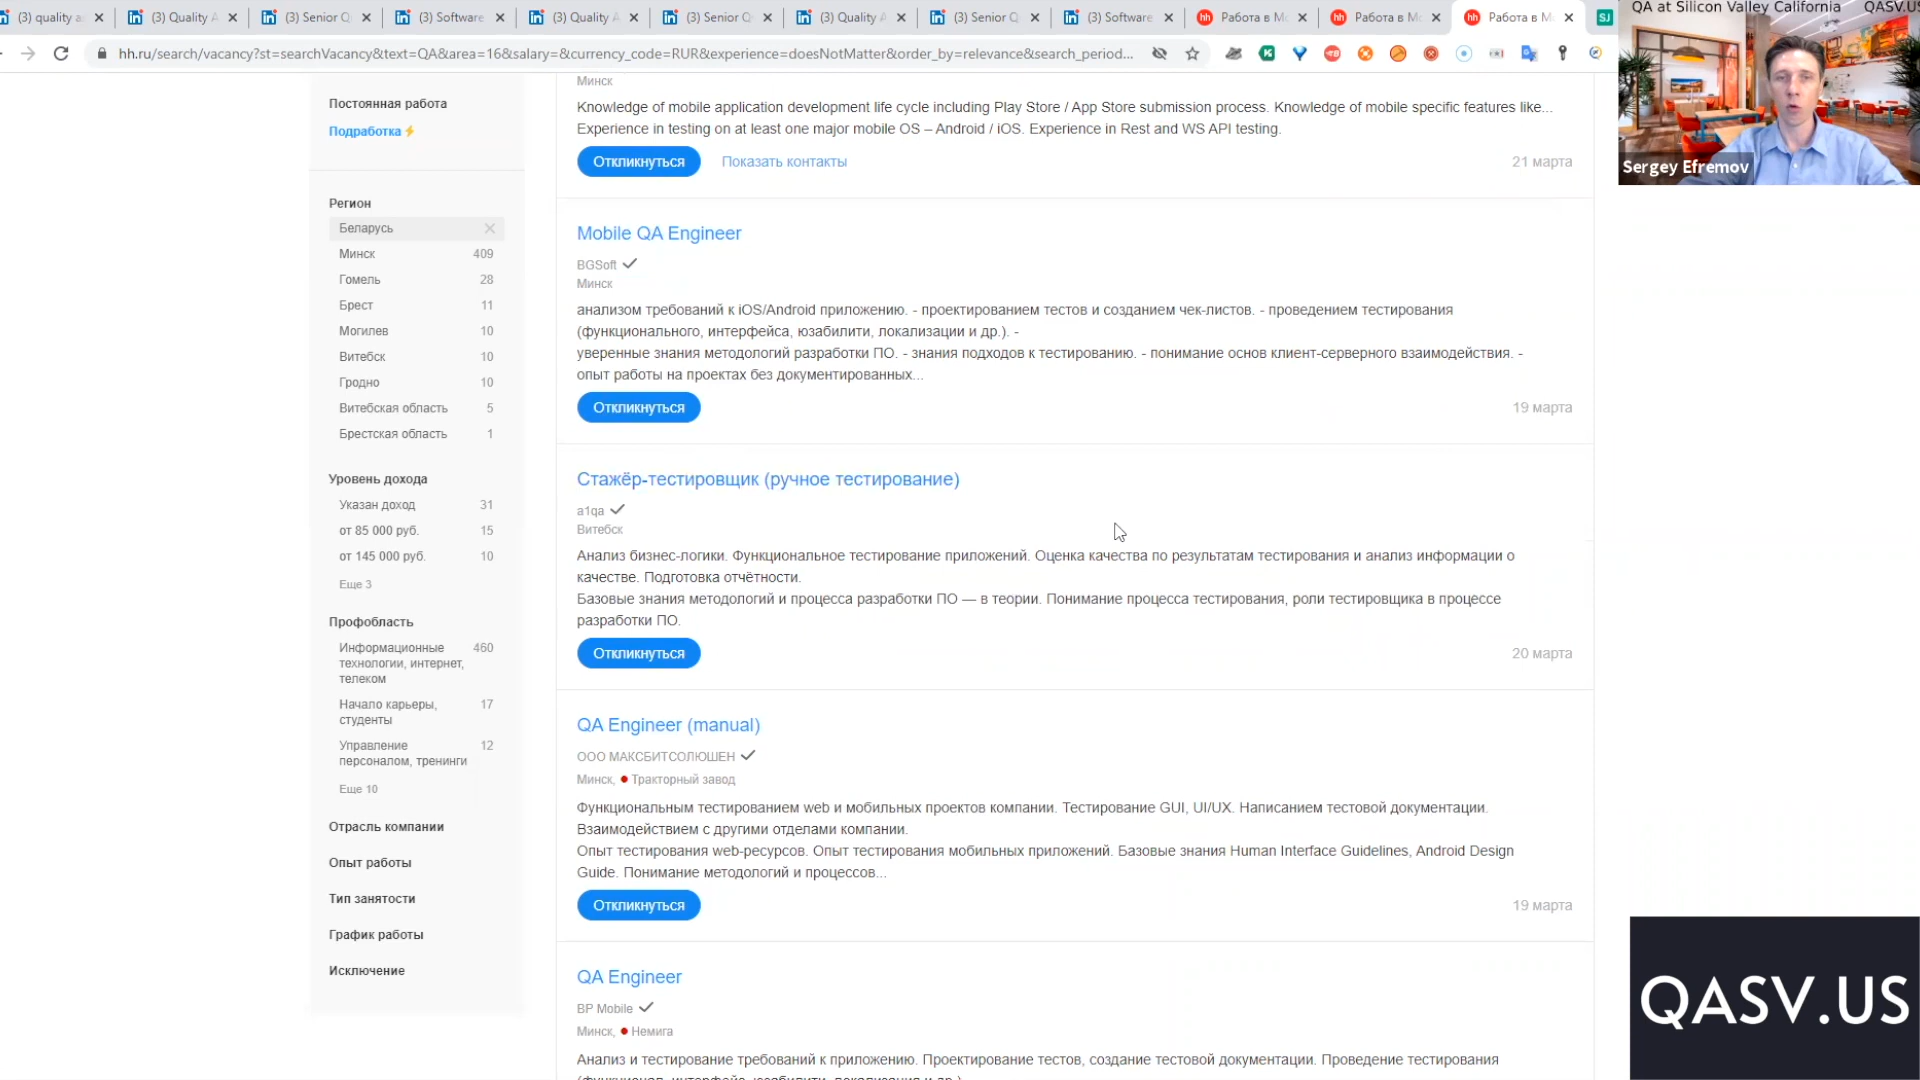 (3) quality a
(3) Quality A
(3) Senior Q
(3) Software
(3) Quality A
(3) Senior Q
(3) Quality A
(3) Senior Q
(3) Software
Работа в Мо
Работа в Мо
Работа в М
QA at Silicon Valley California QASV.US
hh.ru/search/vacancy?st=searchVacancy&text=QA&area=16&salary=&currency_code=RUR&experience=doesNotMatter&order_by=relevance&search_period...
Sergey Efremov
Постоянная работа
Подработка
Регион
Беларусь
Минск 409
Гомель 28
Брест 11
Могилев 10
Витебск 10
Гродно 10
Витебская область 5
Брестская область 1
Уровень дохода
Указан доход 31
от 85 000 руб. 15
от 145 000 руб. 10
Еще 3
Профобласть
Информационные 460
технологии, интернет,
телеком
Начало карьеры, 17
студенты
Управление 12
персоналом, тренинги
Еще 10
Отрасль компании
Опыт работы
Тип занятости
График работы
Исключение
Минск
Knowledge of mobile application development life cycle including Play Store / App Store submission process. Knowledge of mobile specific features like...
Experience in testing on at least one major mobile OS – Android / iOS. Experience in Rest and WS API testing.
Откликнуться Показать контакты 21 марта
Mobile QA Engineer
BGSoft
Минск
анализом требований к iOS/Android приложению. - проектированием тестов и созданием чек-листов. - проведением тестирования
(функционального, интерфейса, юзабилити, локализации и др.). -
уверенные знания методологий разработки ПО. - знания подходов к тестированию. - понимание основ клиент-серверного взаимодействия. -
опыт работы на проектах без документированных...
Откликнуться 19 марта
Стажёр-тестировщик (ручное тестирование)
a1qa
Витебск
Анализ бизнес-логики. Функциональное тестирование приложений. Оценка качества по результатам тестирования и анализ информации о
качестве. Подготовка отчётности.
Базовые знания методологий и процесса разработки ПО — в теории. Понимание процесса тестирования, роли тестировщика в процессе
разработки ПО.
Откликнуться 20 марта
QA Engineer (manual)
ООО МАКСБИТСОЛЮШЕН
Минск, Тракторный завод
Функциональным тестированием web и мобильных проектов компании. Тестирование GUI, UI/UX. Написанием тестовой документации.
Взаимодействием с другими отделами компании.
Опыт тестирования web-ресурсов. Опыт тестирования мобильных приложений. Базовые знания Human Interface Guidelines, Android Design
Guide. Понимание методологий и процессов...
Откликнуться 19 марта
QA Engineer
BP Mobile
Минск, Немига
Анализ и тестирование требований к приложению. Проектирование тестов, создание тестовой документации. Проведение тестирования
QASV.US